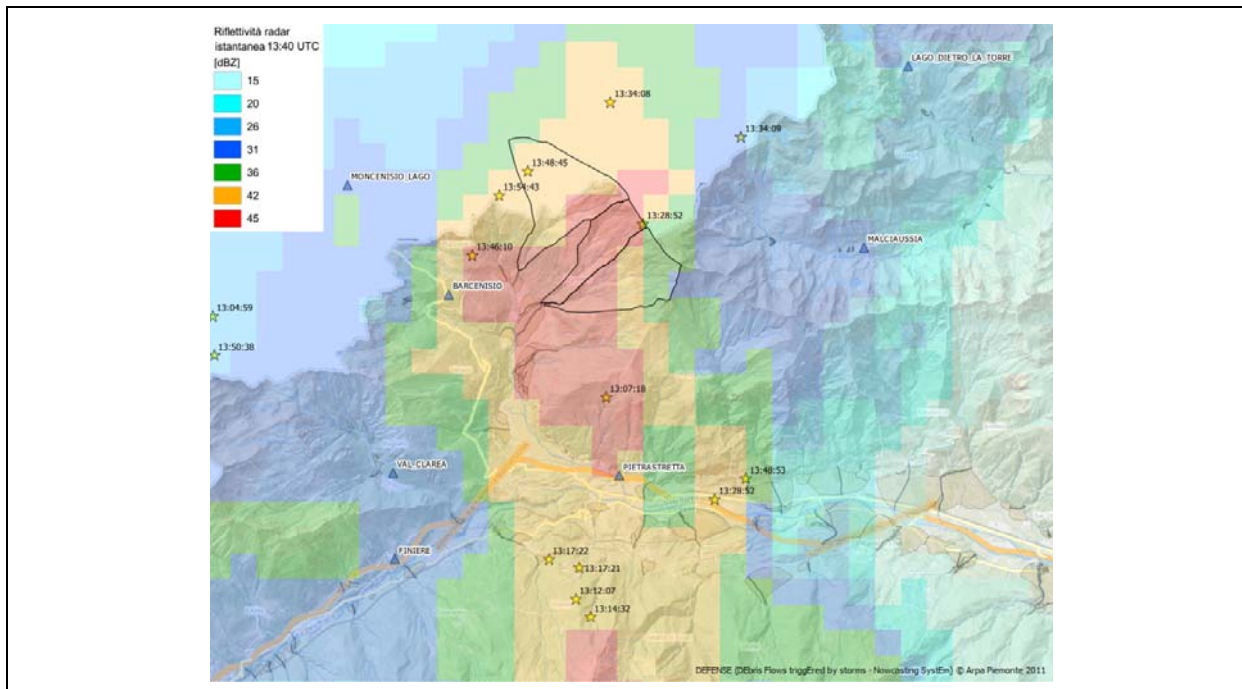 Riflettività radar
istantanea 13:40 UTC
[dBZ]
15
20
26
31
36
42
45
LAGO_DIETRO_LA_TORRE
13:34:08
13:34:09
13:48:45
MONCENISIO_LAGO
13:54:43
13:28:52
MALCIAUSSIA
13:46:10
BARCENISIO
13:04:59
13:50:38
13:07:18
VAL_CLAREA
PIETRASTRETTA
13:48:53
13:28:52
FINIERE
13:17:22
13:17:21
13:12:07
13:14:32
DEFENSE (DEbris Flows triggEred by storms - Nowcasting SystEm) © Arpa Piemonte 2011